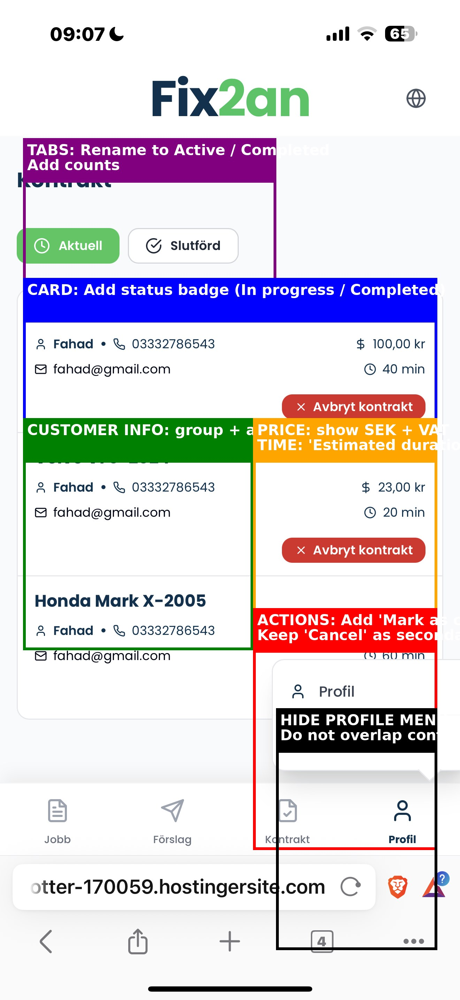 09:07
65
Fix2an
TABS: Rename to Active / Completed
Add counts
Kontrakt
Aktuell
Slutförd
CARD: Add status badge (In progress / Completed)
Fahad • 03332786543
$ 100,00 kr
fahad@gmail.com
40 min
Avbryt kontrakt
CUSTOMER INFO: group + a
PRICE: show SEK + VAT
TIME: 'Estimated duratio
Fahad • 03332786543
$ 23,00 kr
fahad@gmail.com
20 min
Avbryt kontrakt
Honda Mark X-2005
ACTIONS: Add 'Mark as
Keep 'Cancel' as seconda
Fahad • 03332786543
fahad@gmail.com
60 min
Profil
HIDE PROFILE MEN
Do not overlap con
Jobb
Förslag
Kontrakt
Profil
otter-170059.hostingersite.com
?
4